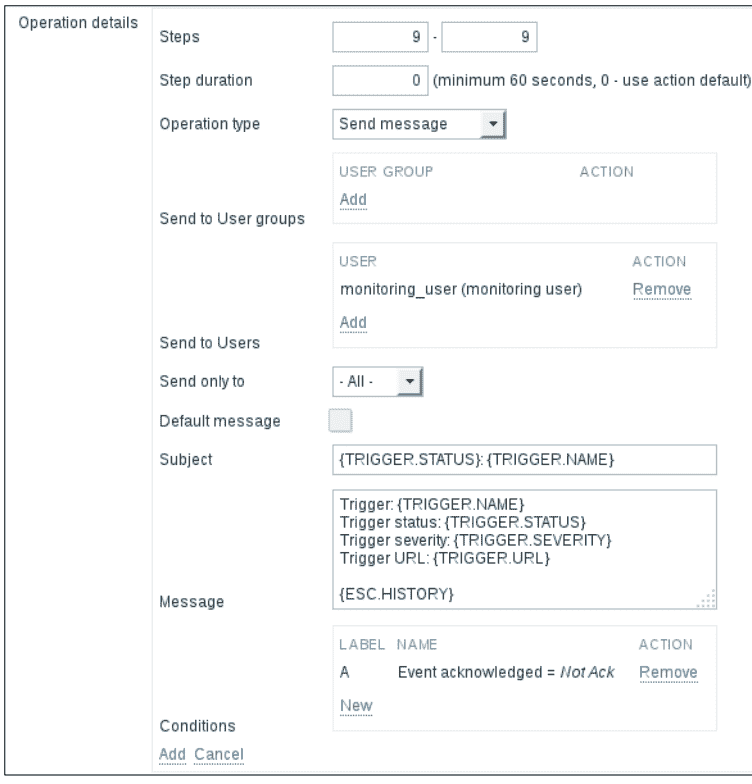 Operation details
Steps 9 - 9
Step duration 0 (minimum 60 seconds, 0 - use action default)
Operation type Send message
USER GROUP ACTION
Add
Send to User groups
USER ACTION
monitoring_user (monitoring user) Remove
Add
Send to Users
Send only to - All -
Default message
Subject {TRIGGER.STATUS}: {TRIGGER.NAME}
Trigger: {TRIGGER.NAME}
Trigger status: {TRIGGER.STATUS}
Trigger severity: {TRIGGER.SEVERITY}
Trigger URL: {TRIGGER.URL}
{ESC.HISTORY}
Message
LABEL NAME ACTION
A Event acknowledged = Not Ack Remove
New
Conditions
Add Cancel